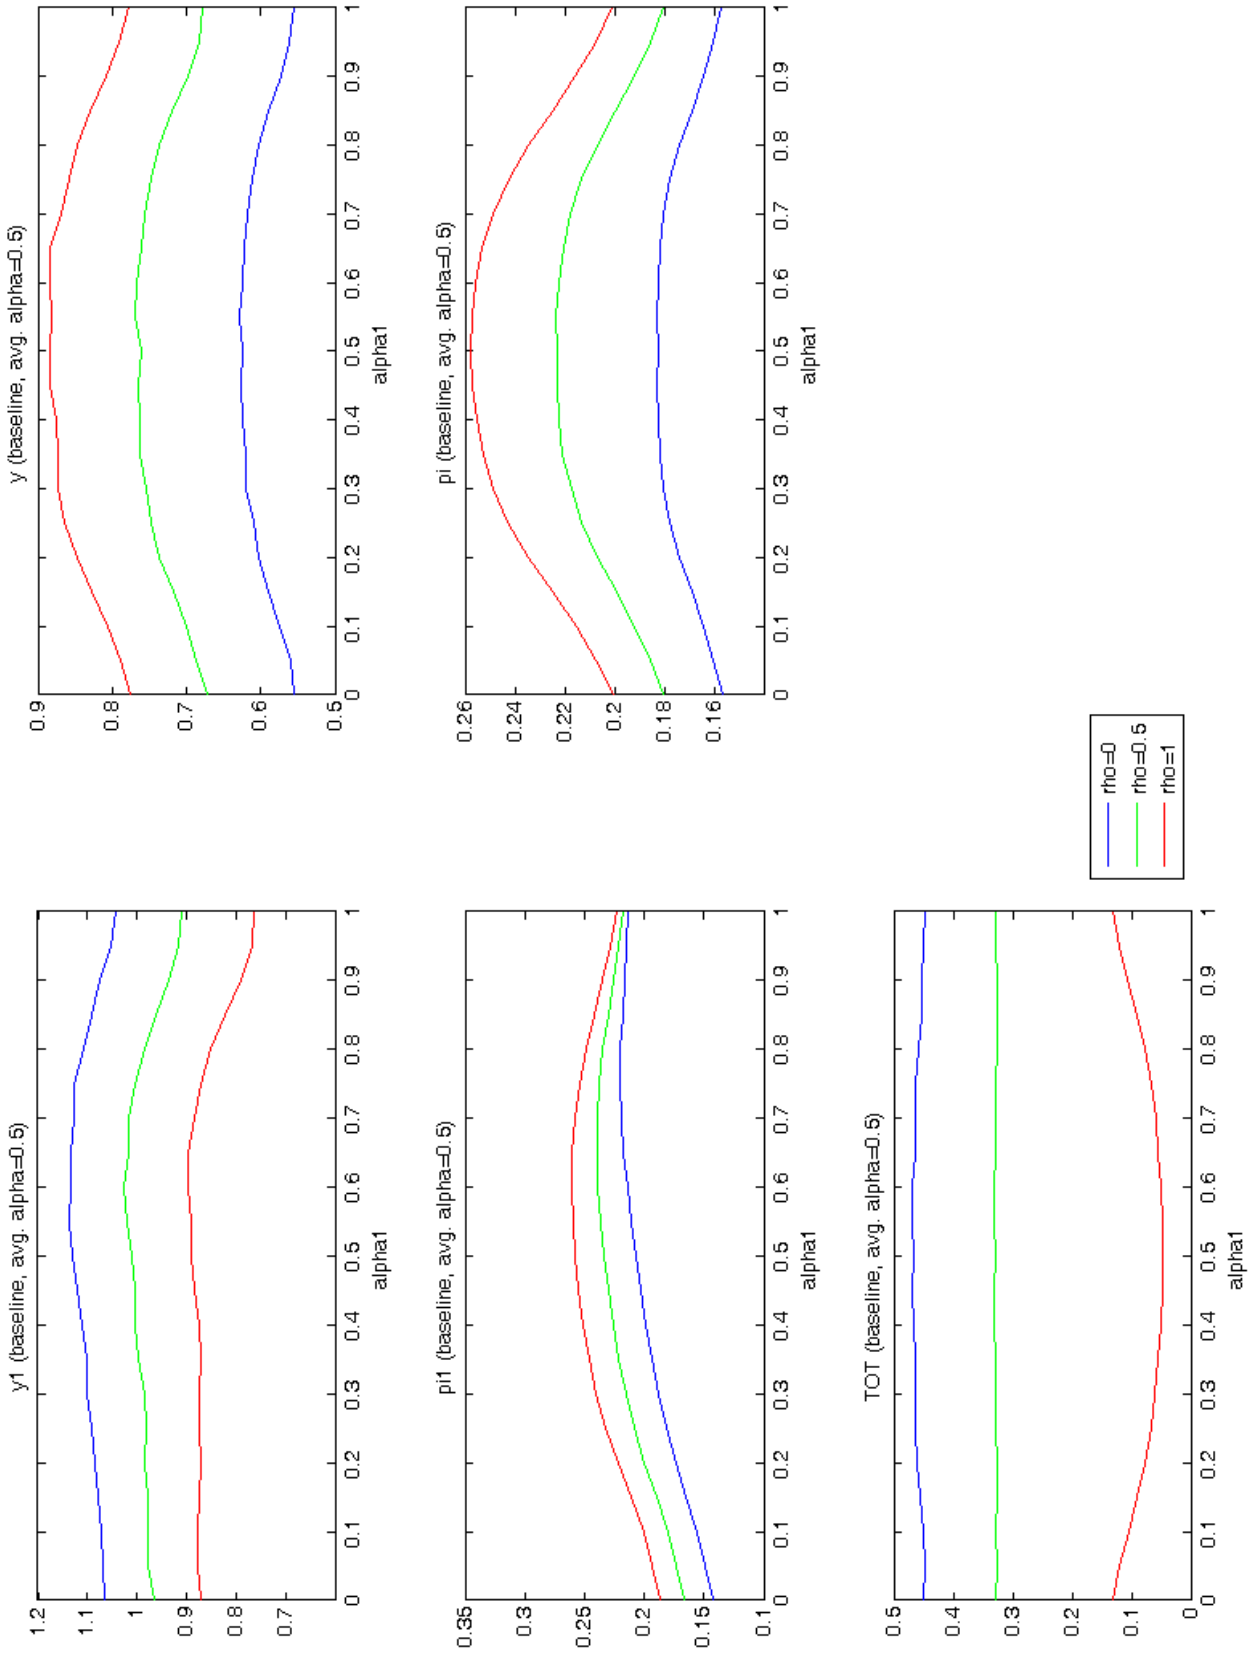 y1 (baseline, avg. alpha=0.5)
1.2
1.1
1
0.9
0.8
0.7
0 0.1 0.2 0.3 0.4 0.5 0.6 0.7 0.8 0.9 1
alpha1
y (baseline, avg. alpha=0.5)
0.9
0.8
0.7
0.6
0.5
0 0.1 0.2 0.3 0.4 0.5 0.6 0.7 0.8 0.9 1
alpha1
pi1 (baseline, avg. alpha=0.5)
0.35
0.3
0.25
0.2
0.15
0.1
0 0.1 0.2 0.3 0.4 0.5 0.6 0.7 0.8 0.9 1
alpha1
pi (baseline, avg. alpha=0.5)
0.26
0.24
0.22
0.2
0.18
0.16
0 0.1 0.2 0.3 0.4 0.5 0.6 0.7 0.8 0.9 1
alpha1
TOT (baseline, avg. alpha=0.5)
0.5
0.4
0.3
0.2
0.1
0
0 0.1 0.2 0.3 0.4 0.5 0.6 0.7 0.8 0.9 1
alpha1
rho=0
rho=0.5
rho=1